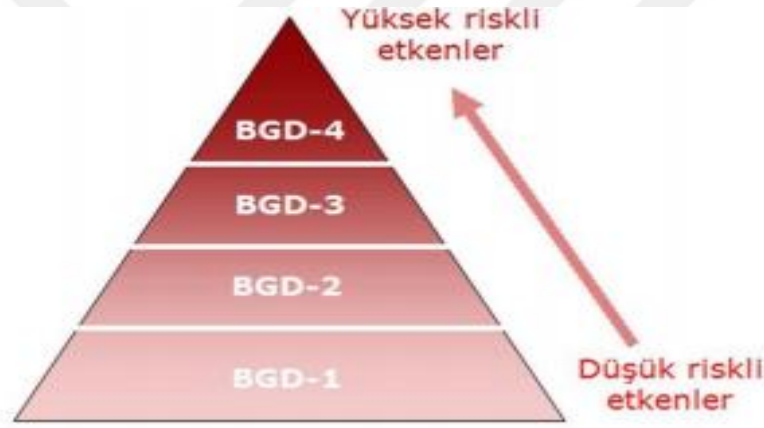 Yüksek riskli
etkenler
BGD-4
BGD-3
BGD-2
BGD-1
Düşük riskli
etkenler